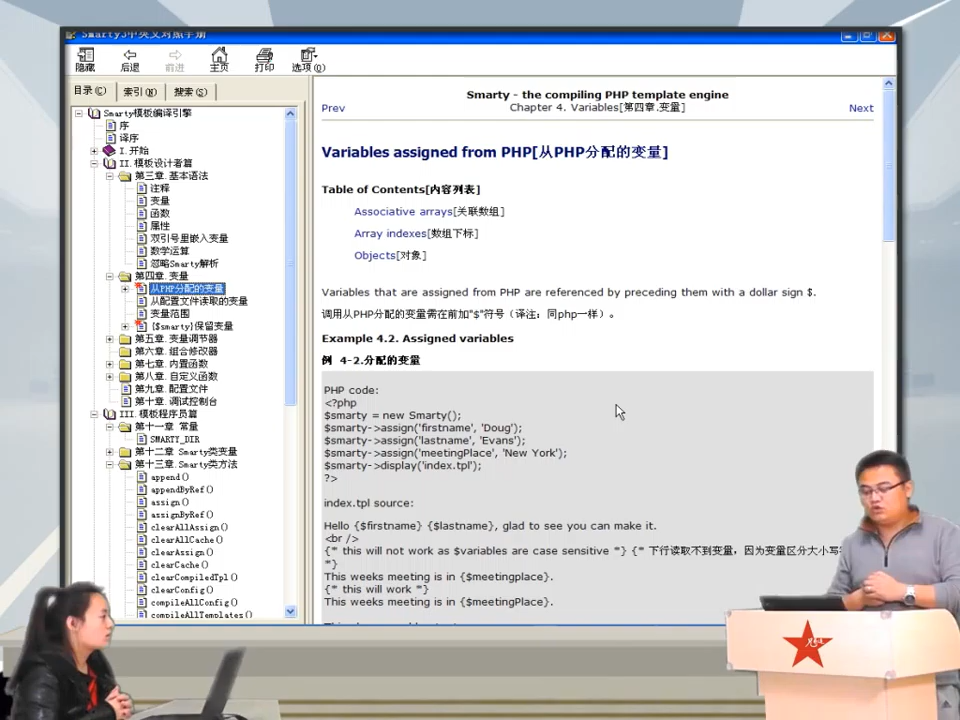 Smarty3中英文对照手册
隐藏 后退 前进 主页 打印 选项(O)
目录(C) 索引(N) 搜索(S)
Smarty模板编译引擎
序
译序
I.开始
II.模板设计者篇
第三章.基本语法
注释
变量
函数
属性
双引号里嵌入变量
数学运算
忽略Smarty解析
第四章.变量
从PHP分配的变量
从配置文件读取的变量
变量范围
{$smarty}保留变量
第五章.变量调节器
第六章.组合修改器
第七章.内置函数
第八章.自定义函数
第九章.配置文件
第十章.调试控制台
III.模板程序员篇
第十一章 常量
SMARTY_DIR
第十二章 Smarty类变量
第十三章.Smarty类方法
append()
appendByRef()
assign()
assignByRef()
clearAllAssign()
clearAllCache()
clearAssign()
clearCache()
clearCompiledTpl()
clearConfig()
compileAllConfig()
compileAllTemplates()
Smarty - the compiling PHP template engine
Prev Chapter 4. Variables[第四章.变量] Next
Variables assigned from PHP[从PHP分配的变量]
Table of Contents[内容列表]
Associative arrays[关联数组]
Array indexes[数组下标]
Objects[对象]
Variables that are assigned from PHP are referenced by preceding them with a dollar sign $.
调用从PHP分配的变量需在前加"$"符号（译注：同php一样）。
Example 4.2. Assigned variables
例 4-2.分配的变量
PHP code:
<?php
$smarty = new Smarty();
$smarty->assign('firstname', 'Doug');
$smarty->assign('lastname', 'Evans');
$smarty->assign('meetingPlace', 'New York');
$smarty->display('index.tpl');
?>
index.tpl source:
Hello {$firstname} {$lastname}, glad to see you can make it.
<br />
{* this will not work as $variables are case sensitive *} {* 下行读取不到变量，因为变量区分大小写
*}
This weeks meeting is in {$meetingplace}.
{* this will work *}
This weeks meeting is in {$meetingPlace}.